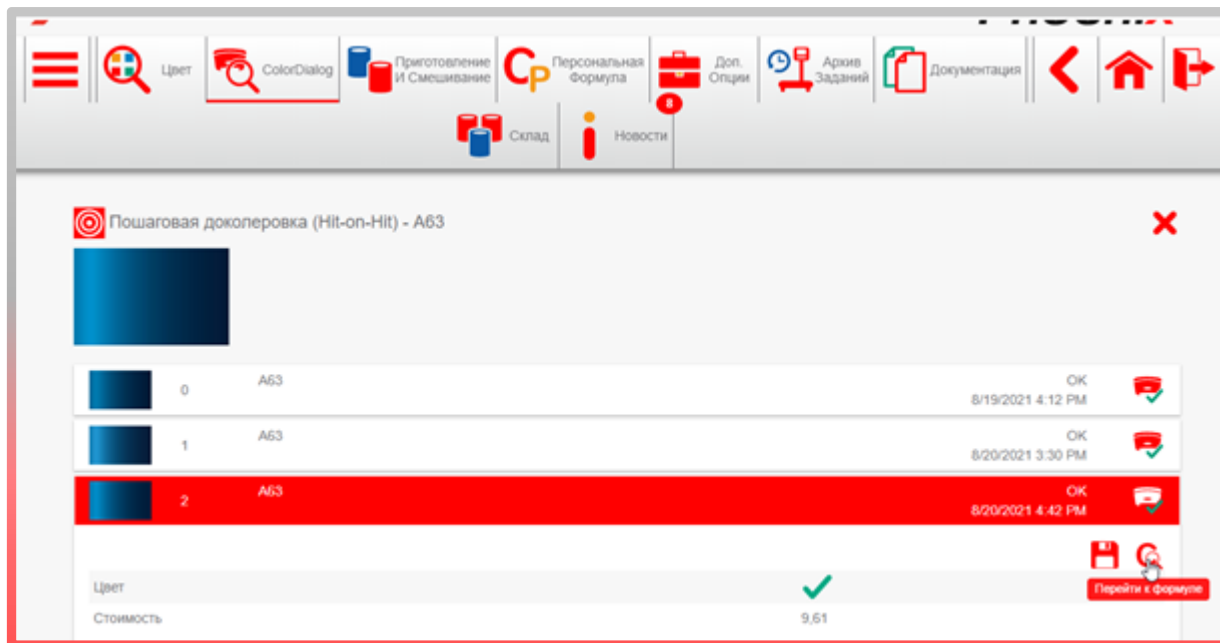 Цвет
ColorDialog
Приготовление
И Смешивание
Персональная
Формула
Доп.
Опции
Архив
Заданий
Документация
8
Склад
Новости
Пошаговая доколеровка (Hit-on-Hit) - A63
0 A63 OK
8/19/2021 4:12 PM
1 A63 OK
8/20/2021 3:30 PM
2 A63 OK
8/20/2021 4:42 PM
Перейти к формуле
Цвет
Стоимость 9,61